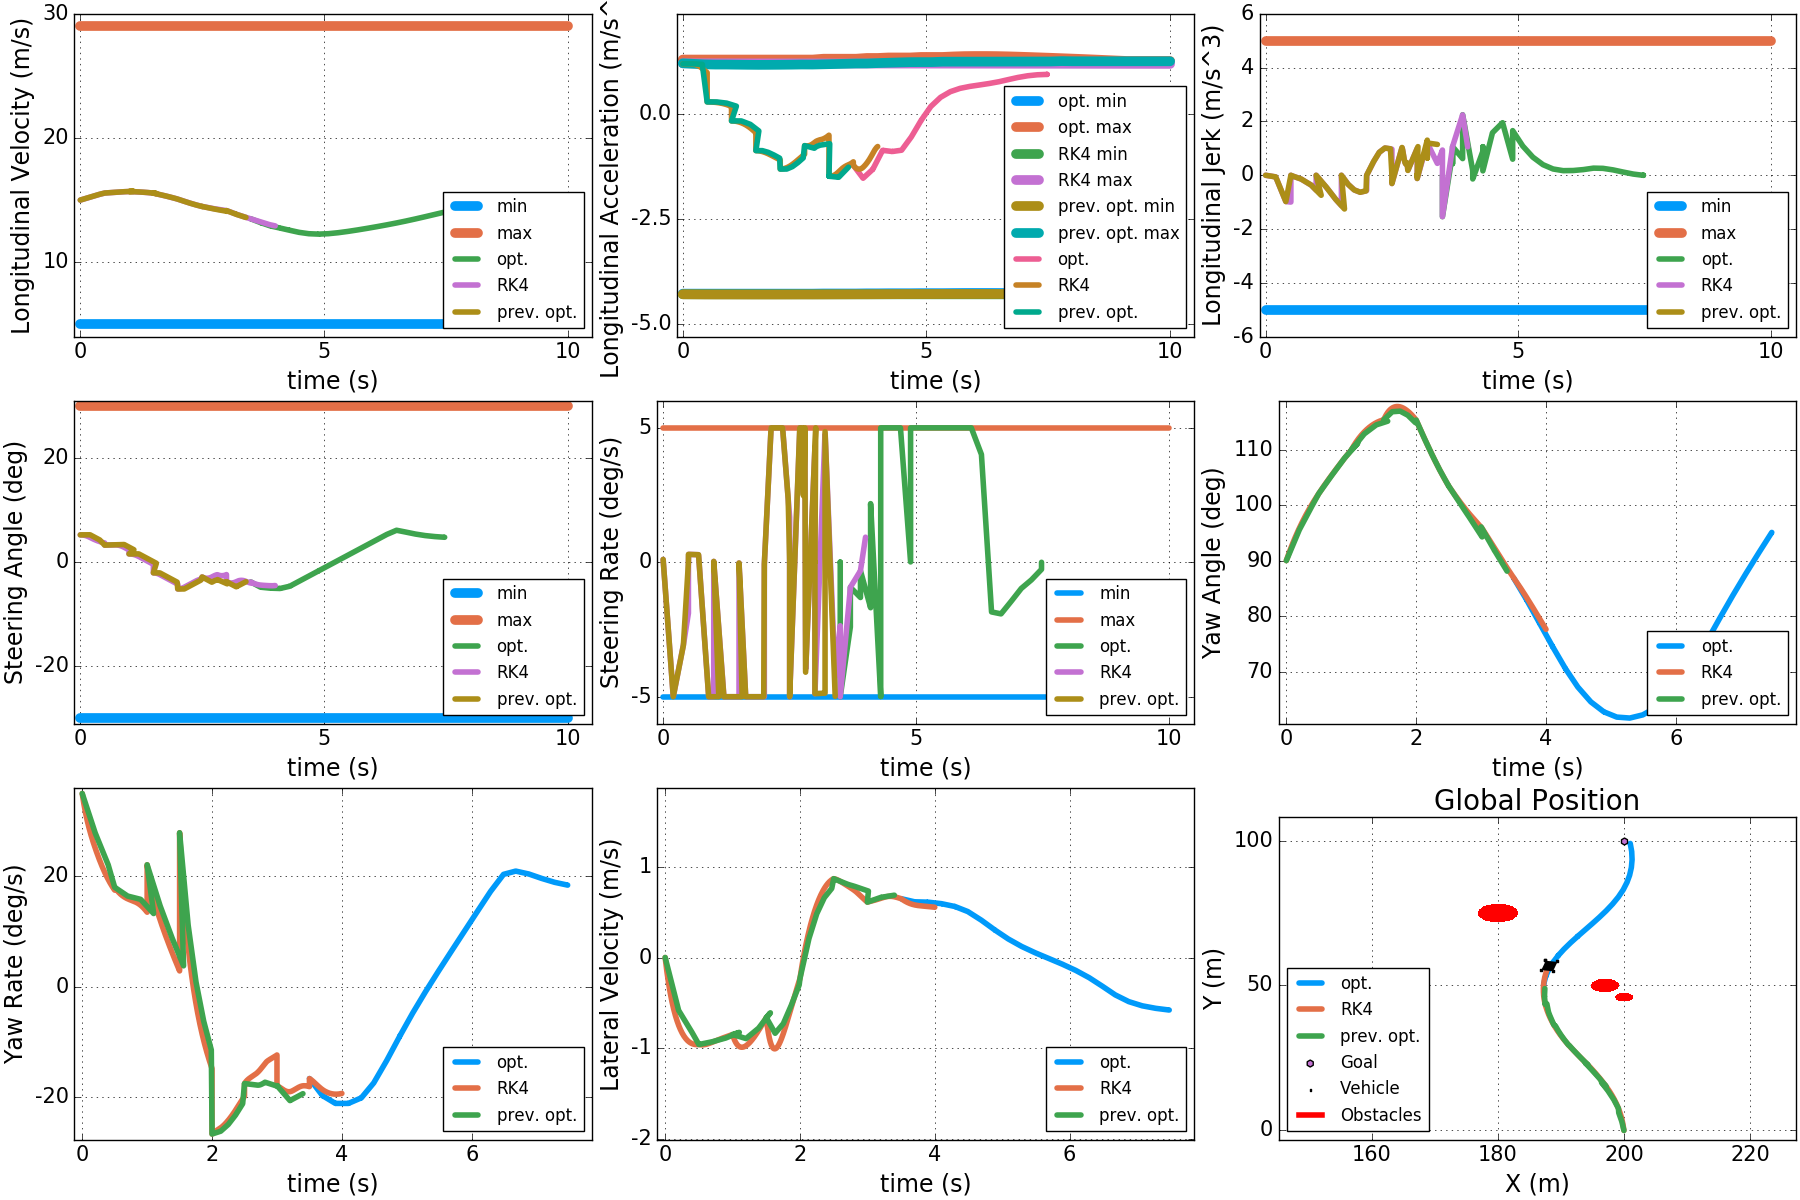 Longitudinal Velocity (m/s)
30
20
10
0
5
10
time (s)
min
max
opt.
RK4
prev. opt.
Longitudinal Acceleration (m/s^
0.0
-2.5
-5.0
0
5
10
time (s)
opt. min
opt. max
RK4 min
RK4 max
prev. opt. min
prev. opt. max
opt.
RK4
prev. opt.
Longitudinal Jerk (m/s^3)
6
4
2
0
-2
-4
-6
0
5
10
time (s)
min
max
opt.
RK4
prev. opt.
Steering Angle (deg)
20
0
-20
0
5
10
time (s)
min
max
opt.
RK4
prev. opt.
Steering Rate (deg/s)
5
0
-5
0
5
10
time (s)
min
max
opt.
RK4
prev. opt.
Yaw Angle (deg)
110
100
90
80
70
0
2
4
6
time (s)
opt.
RK4
prev. opt.
Yaw Rate (deg/s)
20
0
-20
0
2
4
6
time (s)
opt.
RK4
prev. opt.
Lateral Velocity (m/s)
1
0
-1
-2
0
2
4
6
time (s)
opt.
RK4
prev. opt.
Global Position
Y (m)
100
50
0
160
180
200
220
X (m)
opt.
RK4
prev. opt.
Goal
Vehicle
Obstacles